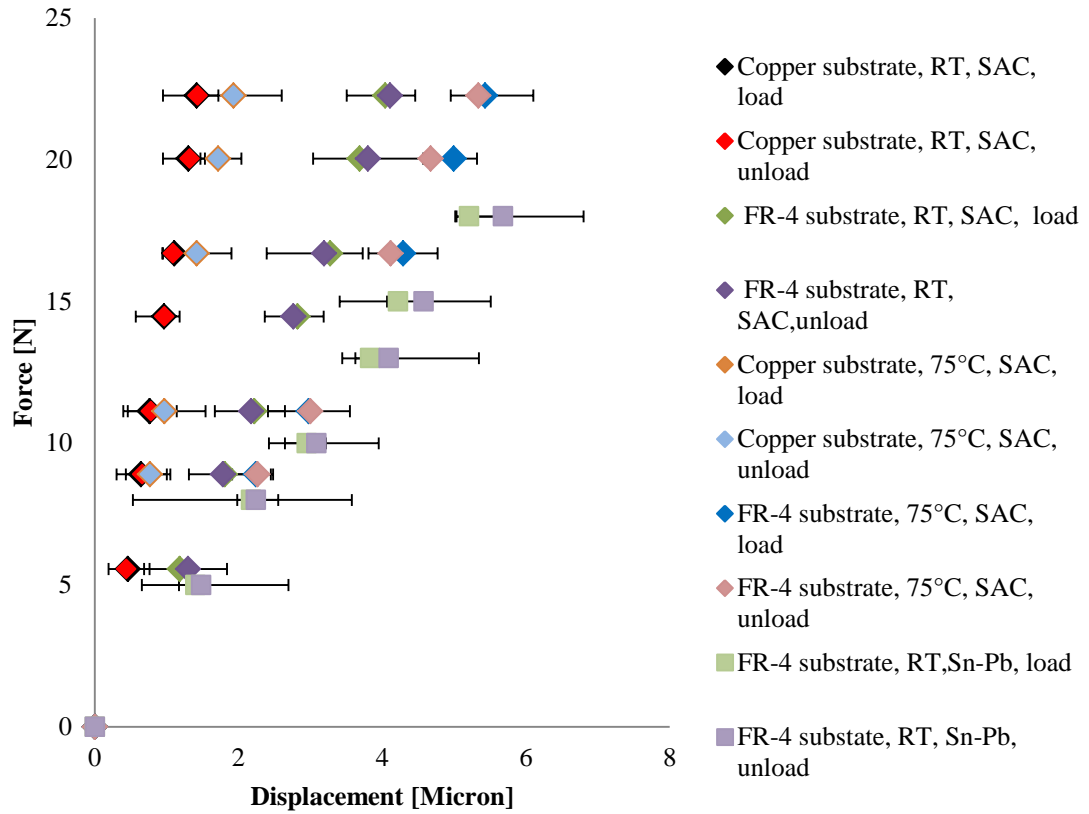 25
20
15
10
5
0
Force [N]
0
2
4
6
8
Displacement [Micron]
Copper substrate, RT, SAC,
load
Copper substrate, RT, SAC,
unload
FR-4 substrate, RT, SAC, load
FR-4 substrate, RT,
SAC,unload
Copper substrate, 75°C, SAC,
load
Copper substrate, 75°C, SAC,
unload
FR-4 substrate, 75°C, SAC,
load
FR-4 substrate, 75°C, SAC,
unload
FR-4 substrate, RT,Sn-Pb, load
FR-4 substate, RT, Sn-Pb,
unload